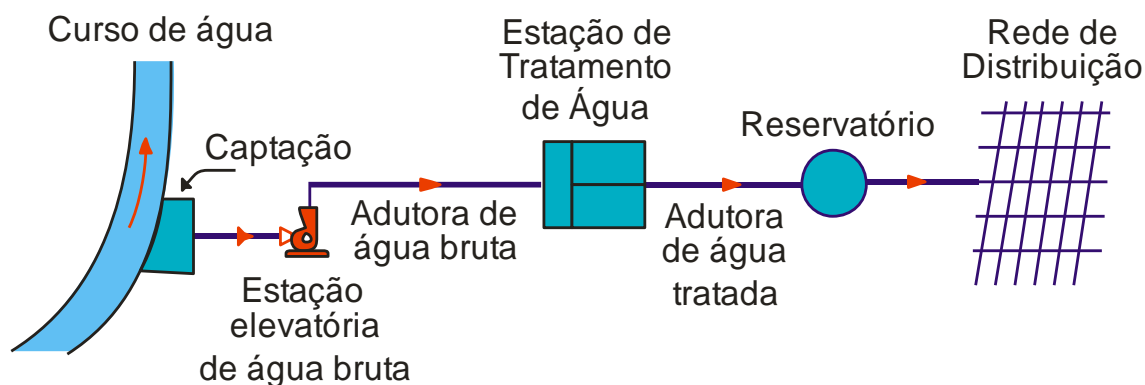 Curso de água
Captação
Estação
elevatória
de água bruta
Adutora de
água bruta
Estação de
Tratamento
de Água
Adutora
de água
tratada
Reservatório
Rede de
Distribuição